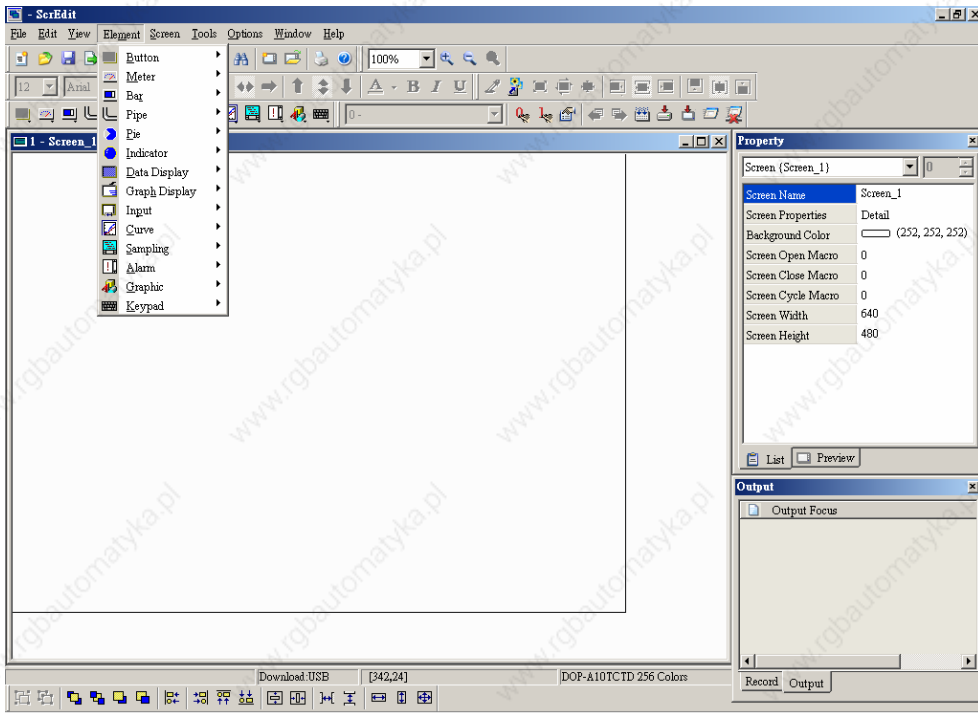 - ScrEdit
File Edit View Element Screen Tools Options Window Help
100%
12 Arial
0 -
Button
Meter
Bar
Pipe
Pie
Indicator
Data Display
Graph Display
Input
Curve
Sampling
Alarm
Graphic
Keypad
1 - Screen_1
Property
Screen {Screen_1} 0
Screen Name Screen_1
Screen Properties Detail
Background Color (252, 252, 252)
Screen Open Macro 0
Screen Close Macro 0
Screen Cycle Macro 0
Screen Width 640
Screen Height 480
List Preview
Output
Output Focus
Record Output
Download:USB [342,24] DOP-A10TCTD 256 Colors
www.rgbautomatyka.pl